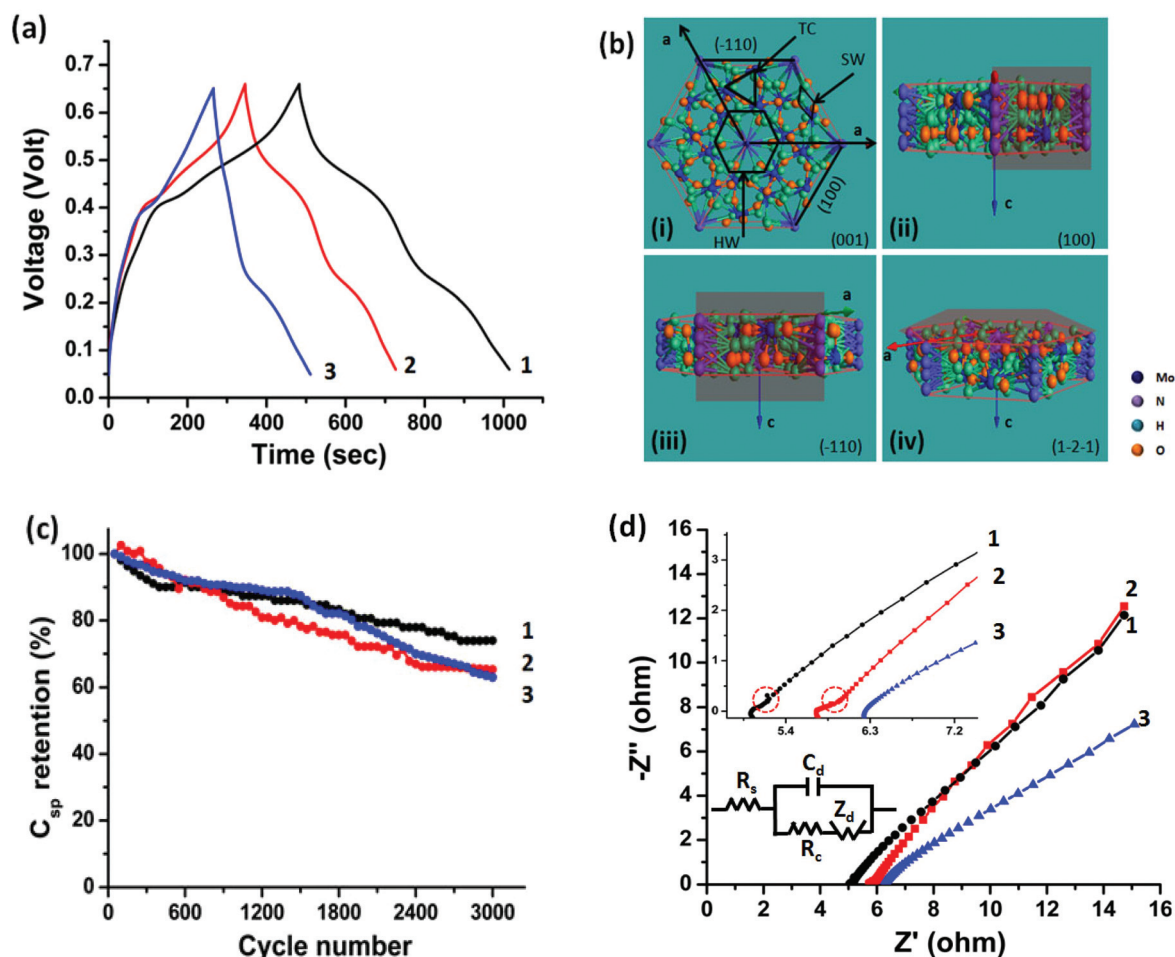 (a)
Voltage (Volt)
0.7
0.6
0.5
0.4
0.3
0.2
0.1
0.0
0 200 400 600 800 1000
Time (sec)
3
2
1
(b)
a
(-110)
TC
SW
a
(100)
HW
(i)
(001)
c
(ii)
(100)
a
c
(iii)
(-110)
a
c
(iv)
(1-2-1)
Mo
N
H
O
(c)
Csp retention (%)
100
80
60
40
20
0
0 600 1200 1800 2400 3000
Cycle number
1
2
3
(d)
-Z'' (ohm)
16
14
12
10
8
6
4
2
0
0 2 4 6 8 10 12 14 16
Z' (ohm)
3
2
1
0
5.4 6.3 7.2
1
2
3
2
1
3
Rs
Cd
Zd
Rc